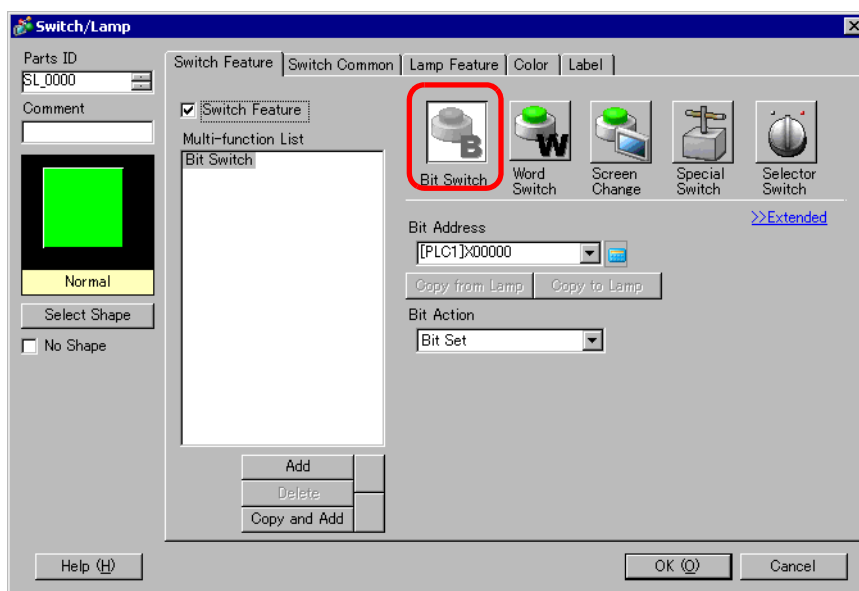 Switch/Lamp
Parts ID
SL_0000
Comment
Normal
Select Shape
No Shape
Switch Feature
Switch Common
Lamp Feature
Color
Label
Switch Feature
Multi-function List
Bit Switch
Add
Delete
Copy and Add
B
Bit Switch
W
Word
Switch
Screen
Change
Special
Switch
Selector
Switch
>>Extended
Bit Address
[PLC1]X00000
Copy from Lamp
Copy to Lamp
Bit Action
Bit Set
Help (H)
OK (O)
Cancel